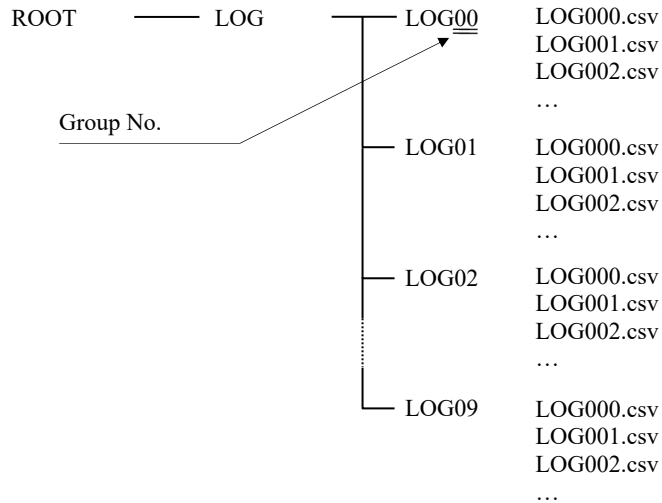 ROOT LOG LOG00 LOG000.csv
LOG001.csv
LOG002.csv
…
Group No.
LOG01 LOG000.csv
LOG001.csv
LOG002.csv
…
LOG02 LOG000.csv
LOG001.csv
LOG002.csv
…
LOG09 LOG000.csv
LOG001.csv
LOG002.csv
…